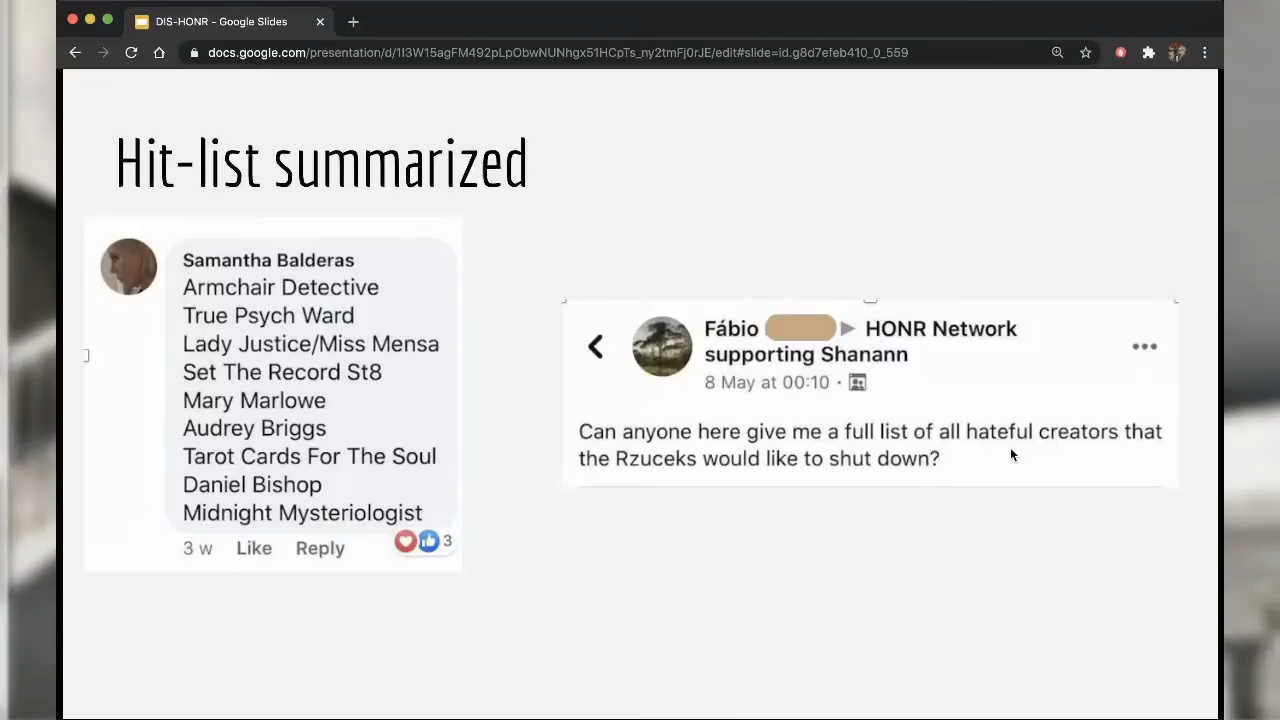 DIS-HONR - Google Slides
docs.google.com/presentation/d/1I3W15agFM492pLpObwNUNhgx51HCpTs_ny2tmFj0rJE/edit#slide=id.g8d7efeb410_0_559
Hit-list summarized
Samantha Balderas
Armchair Detective
True Psych Ward
Lady Justice/Miss Mensa
Set The Record St8
Mary Marlowe
Audrey Briggs
Tarot Cards For The Soul
Daniel Bishop
Midnight Mysteriologist
3 w Like Reply 3
Fábio ▶ HONR Network
supporting Shanann
8 May at 00:10 ·
Can anyone here give me a full list of all hateful creators that
the Rzuceks would like to shut down?